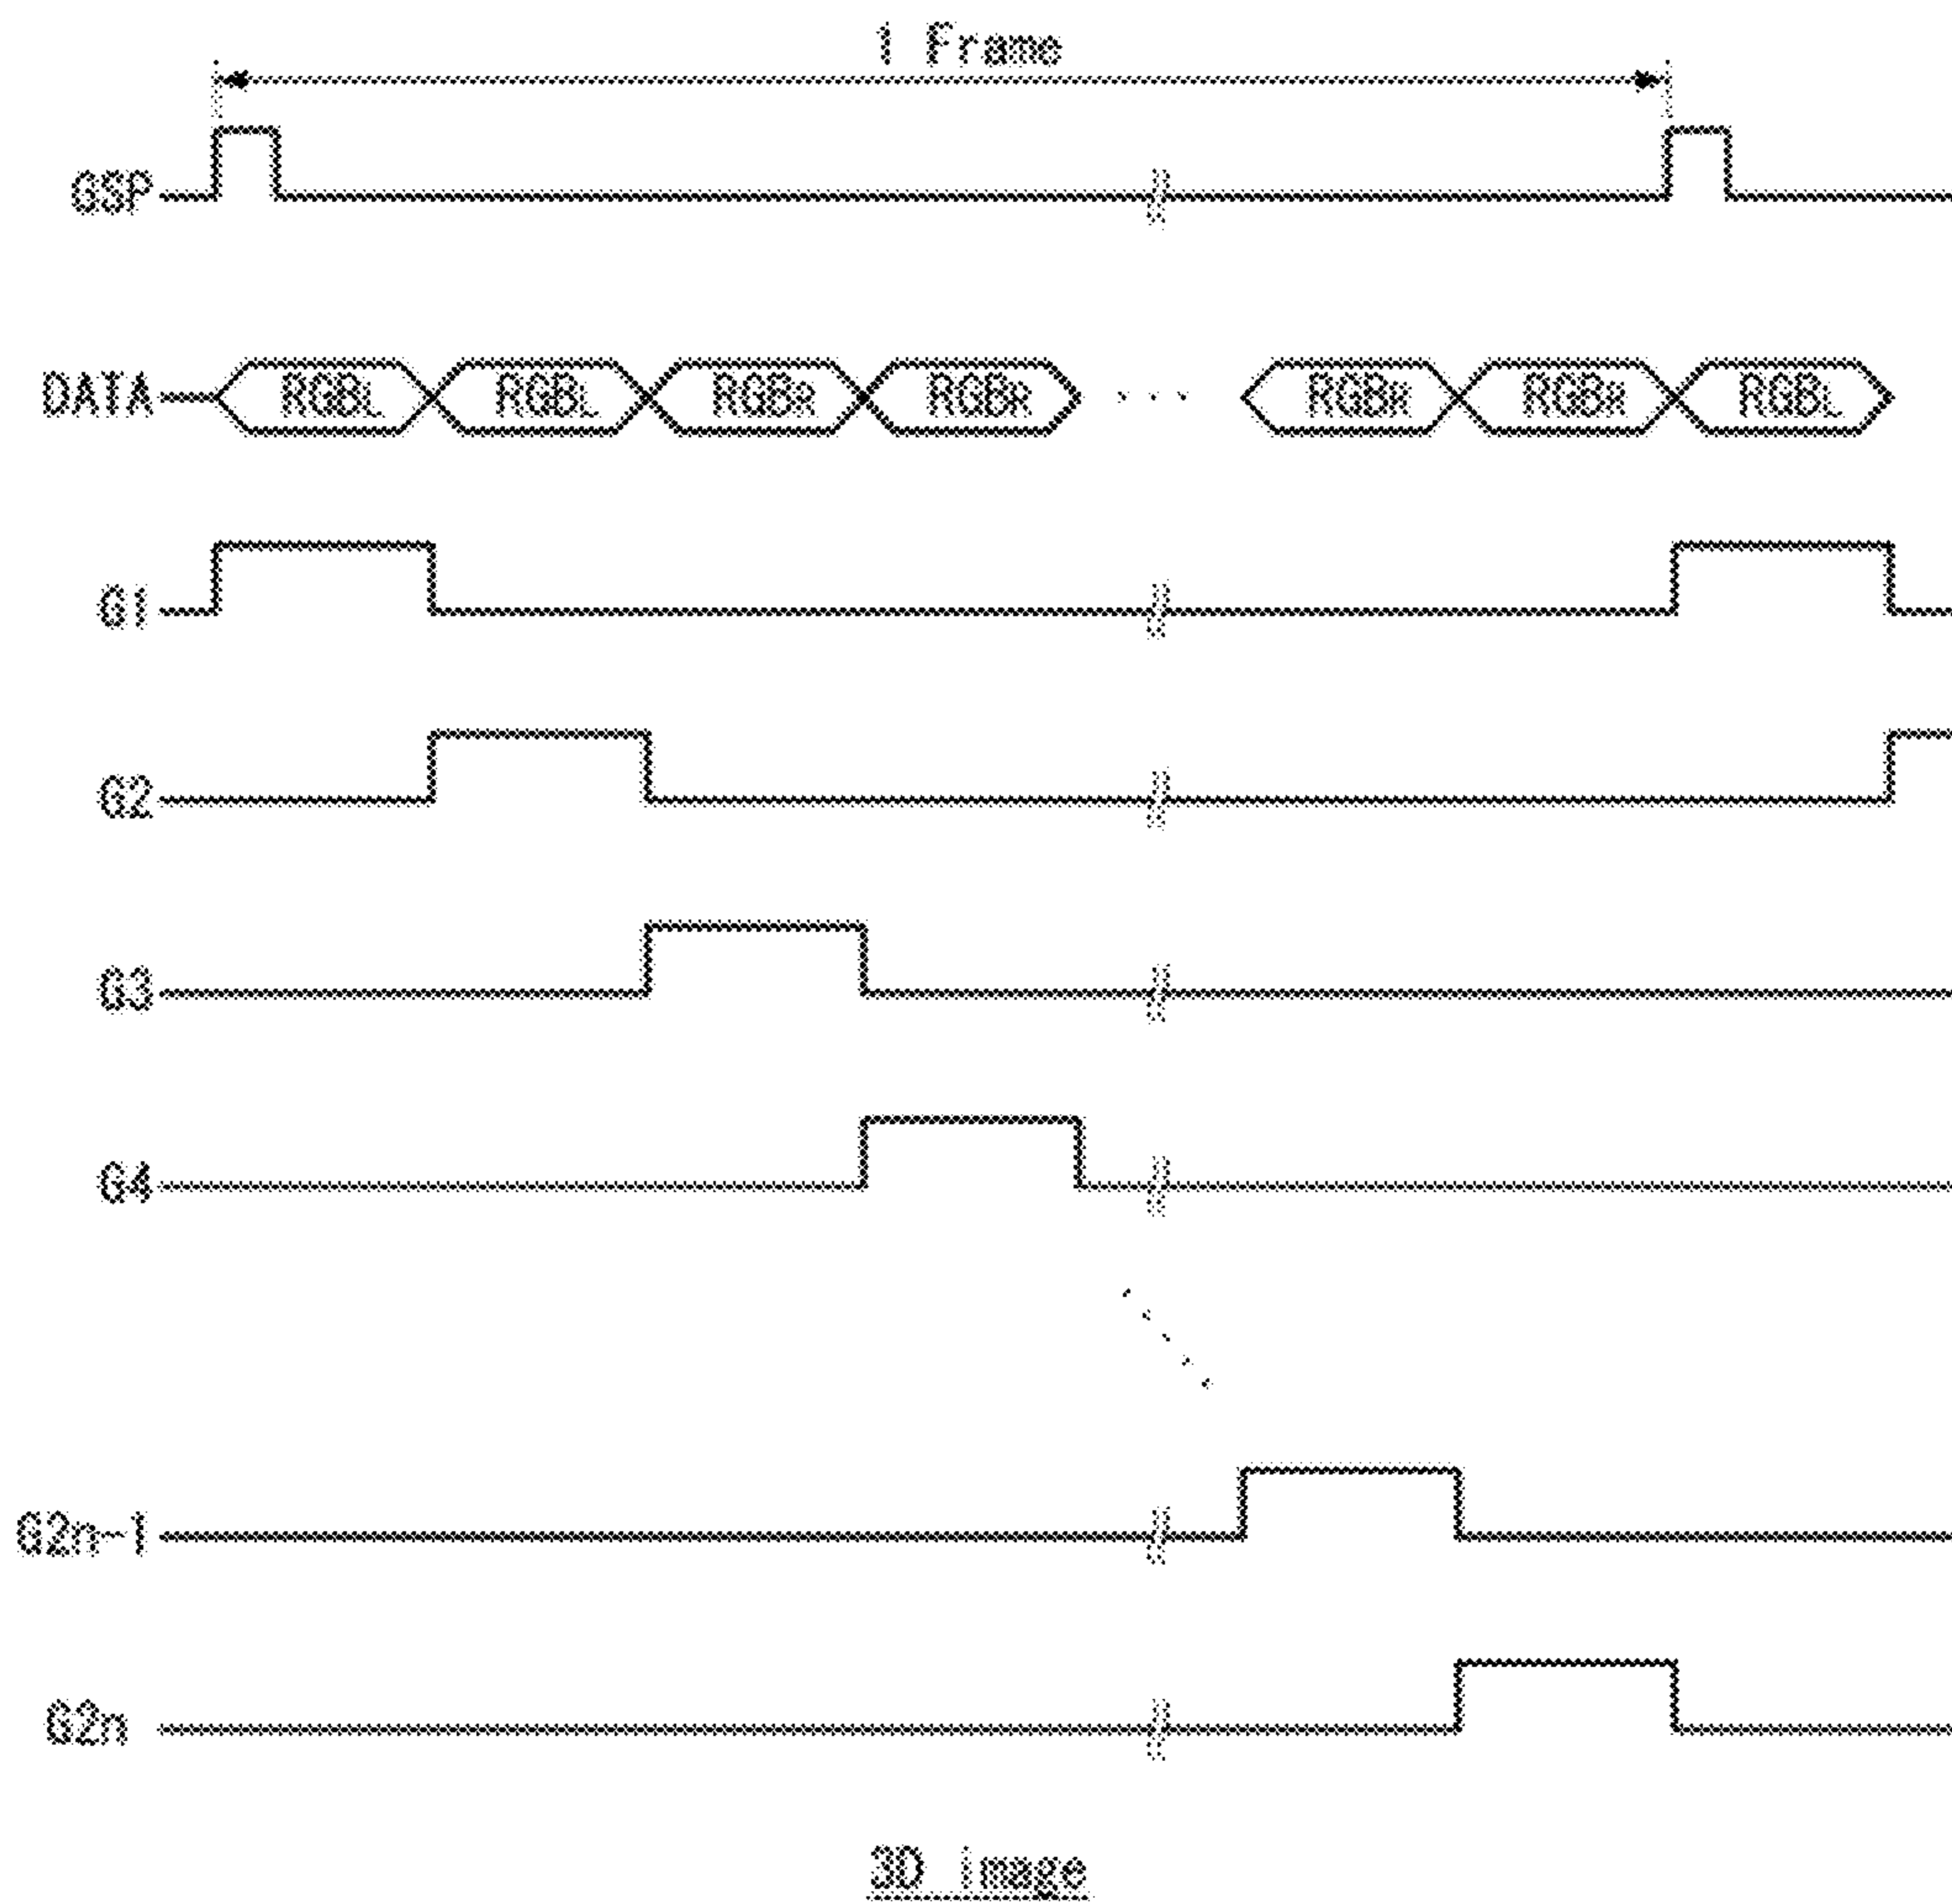 1 Frame
GSP
DATA RGBL RGBL RGBR RGBR ... RGBR RGBR RGBL
G1
G2
G3
G4
G2n-1
G2n
3D image